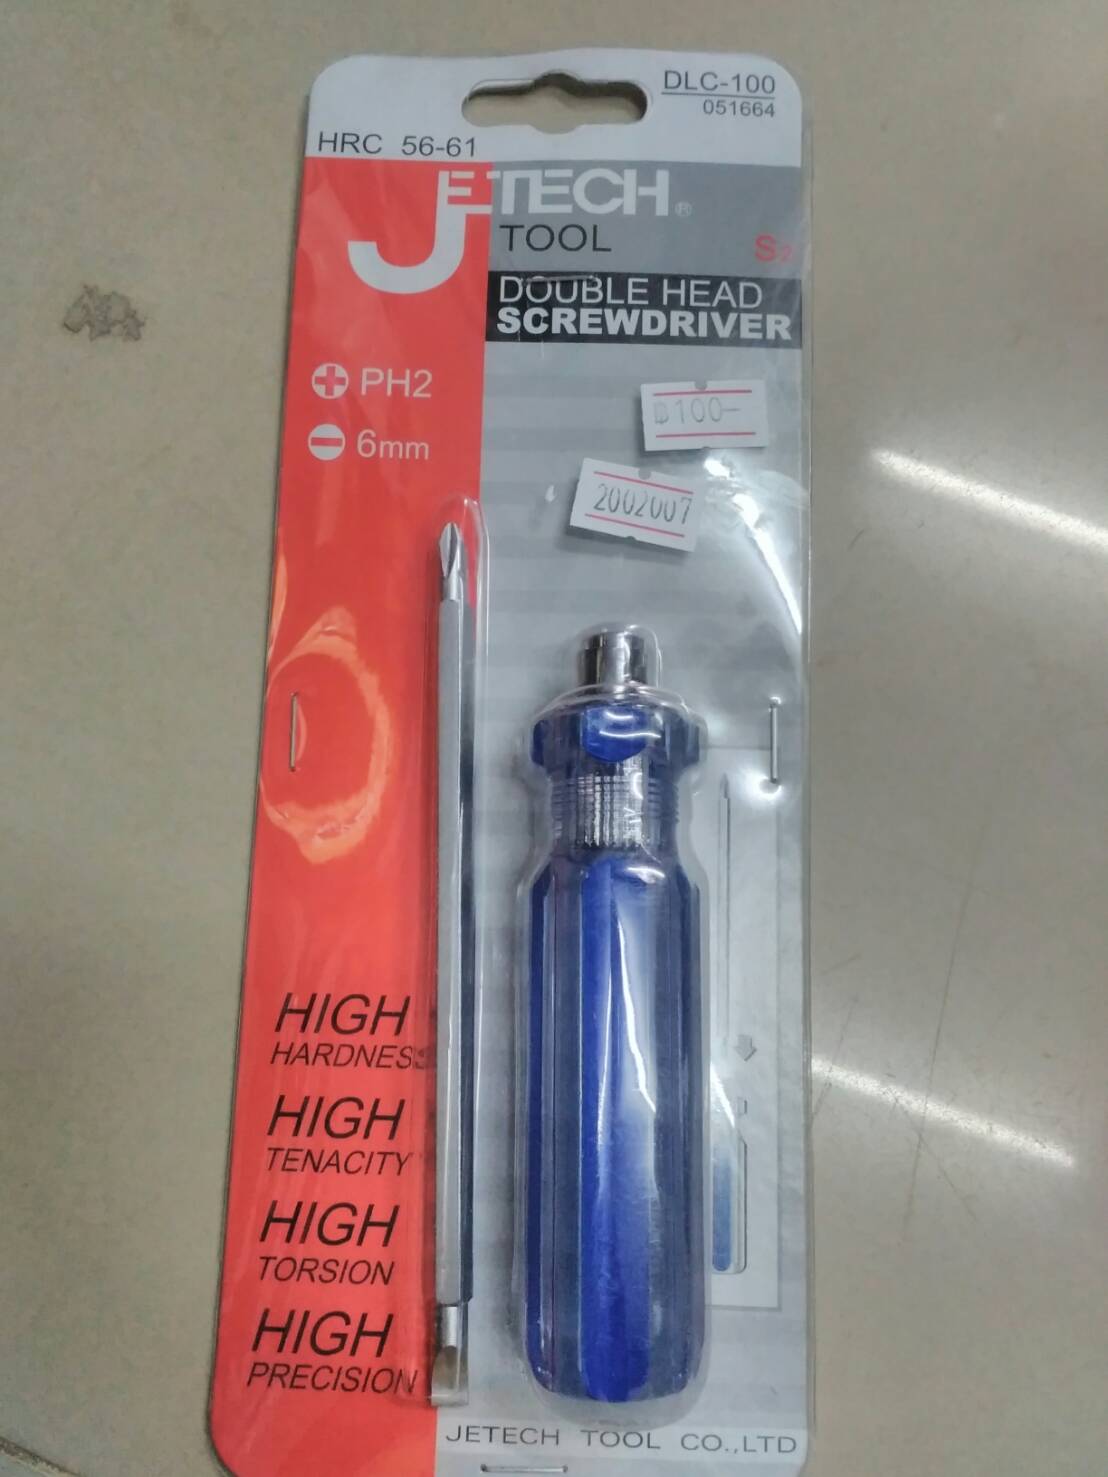 DLC-100
051664
HRC 56-61
JETECH®
TOOL
S2
DOUBLE HEAD
SCREWDRIVER
PH2
6mm
฿100-
2002007
HIGH
HARDNESS
HIGH
TENACITY
HIGH
TORSION
HIGH
PRECISION
JETECH TOOL CO.,LTD